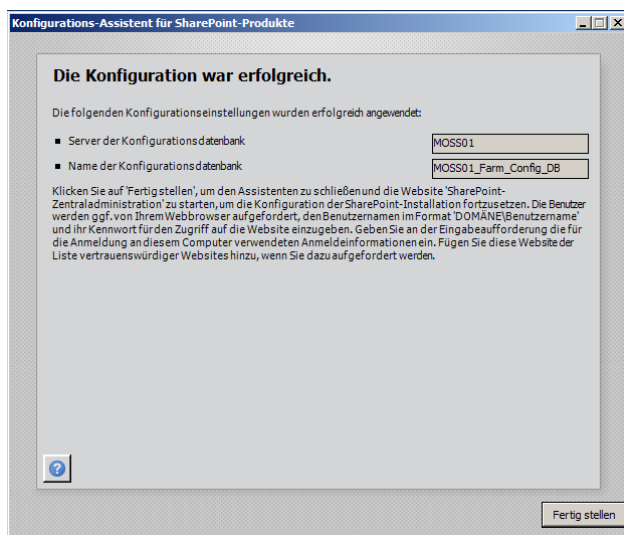 Konfigurations-Assistent für SharePoint-Produkte
Die Konfiguration war erfolgreich.
Die folgenden Konfigurationseinstellungen wurden erfolgreich angewendet:
Server der Konfigurationsdatenbank
MOSS01
Name der Konfigurationsdatenbank
MOSS01_Farm_Config_DB
Klicken Sie auf 'Fertig stellen', um den Assistenten zu schließen und die Website 'SharePoint-
Zentraladministration' zu starten, um die Konfiguration der SharePoint-Installation fortzusetzen. Die Benutzer
werden ggf. von Ihrem Webbrowser aufgefordert, den Benutzernamen im Format 'DOMÄNE\Benutzername'
und ihr Kennwort für den Zugriff auf die Website einzugeben. Geben Sie an der Eingabeaufforderung die für
die Anmeldung an diesem Computer verwendeten Anmeldeinformationen ein. Fügen Sie diese Website der
Liste vertrauenswürdiger Websites hinzu, wenn Sie dazu aufgefordert werden.
?
Fertig stellen